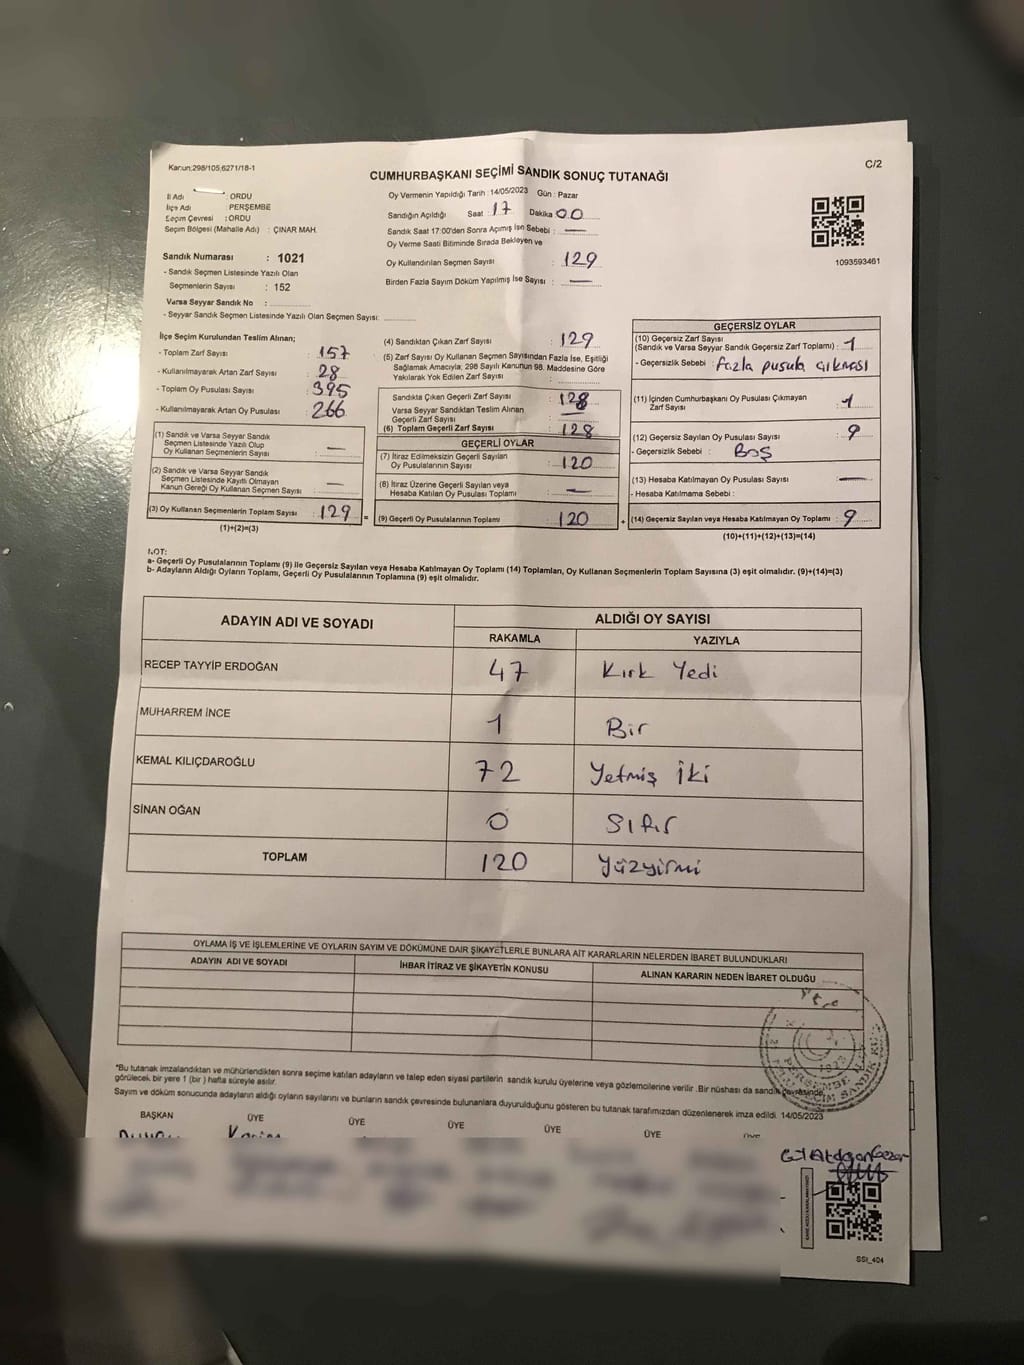 Kanun:298/105,6271/18-1
C/2
CUMHURBAŞKANI SEÇİMİ SANDIK SONUÇ TUTANAĞI
İl Adı : ORDU
İlçe Adı : PERŞEMBE
Seçim Çevresi : ORDU
Seçim Bölgesi (Mahalle Adı) : ÇINAR MAH.
Sandık Numarası : 1021
- Sandık Seçmen Listesinde Yazılı Olan
Seçmenlerin Sayısı : 152
Varsa Seyyar Sandık No :
- Seyyar Sandık Seçmen Listesinde Yazılı Olan Seçmen Sayısı:
Oy Vermenin Yapıldığı Tarih : 14/05/2023 Gün : Pazar
Sandığın Açıldığı Saat : 17 Dakika 00
Sandık Saat 17:00'den Sonra Açımış İsn Sebebi : —
Oy Verme Saati Bitiminde Sırada Bekleyen ve
Oy Kullandırılan Seçmen Sayısı : 129
Birden Fazla Sayım Döküm Yapılmış İse Sayısı : —
1093593461
İlçe Seçim Kurulundan Teslim Alınan;
- Toplam Zarf Sayısı : 157
- Kullanılmayarak Artan Zarf Sayısı : 28
- Toplam Oy Pusulası Sayısı : 395
- Kullanılmayarak Artan Oy Pusulası : 266
(1) Sandık ve Varsa Seyyar Sandık
Seçmen Listesinde Yazılı Olup
Oy Kullanan Seçmenlerin Sayısı : —
(2) Sandık ve Varsa Seyyar Sandık
Seçmen Listesinde Kayıtlı Olmayan
Kanun Gereği Oy Kullanan Seçmen Sayısı : —
(3) Oy Kullanan Seçmenlerin Toplam Sayısı : 129 =
(1)+(2)=(3)
(4) Sandıktan Çıkan Zarf Sayısı : 129
(5) Zarf Sayısı Oy Kullanan Seçmen Sayısından Fazla İse, Eşitliği
Sağlamak Amacıyla; 298 Sayılı Kanunun 98. Maddesine Göre
Yakılarak Yok Edilen Zarf Sayısı :
Sandıkta Çıkan Geçerli Zarf Sayısı : 128
Varsa Seyyar Sandıktan Teslim Alınan
Geçerli Zarf Sayısı : —
(6) Toplam Geçerli Zarf Sayısı : 128
GEÇERLİ OYLAR
(7) İtiraz Edilmeksizin Geçerli Sayılan
Oy Pusulalarının Sayısı : 120
(8) İtiraz Üzerine Geçerli Sayılan veya
Hesaba Katılan Oy Pusulası Toplamı : —
(9) Geçerli Oy Pusulalarının Toplamı : 120 +
GEÇERSİZ OYLAR
(10) Geçersiz Zarf Sayısı
(Sandık ve Varsa Seyyar Sandık Geçersiz Zarf Toplamı) : 1
- Geçersizlik Sebebi : fazla pusula çıkması
(11) İçinden Cumhurbaşkanı Oy Pusulası Çıkmayan
Zarf Sayısı : 1
(12) Geçersiz Sayılan Oy Pusulası Sayısı : 9
- Geçersizlik Sebebi : BOŞ
(13) Hesaba Katılmayan Oy Pusulası Sayısı : —
- Hesaba Katılmama Sebebi :
(14) Geçersiz Sayılan veya Hesaba Katılmayan Oy Toplamı : 9
(10)+(11)+(12)+(13)=(14)
NOT:
a- Geçerli Oy Pusulalarının Toplamı (9) ile Geçersiz Sayılan veya Hesaba Katılmayan Oy Toplamı (14) Toplamları, Oy Kullanan Seçmenlerin Toplam Sayısına (3) eşit olmalıdır. (9)+(14)=(3)
b- Adayların Aldığı Oyların Toplamı, Geçerli Oy Pusulalarının Toplamına (9) eşit olmalıdır.
ADAYIN ADI VE SOYADI ALDIĞI OY SAYISI
RAKAMLA YAZIYLA
RECEP TAYYİP ERDOĞAN 47 Kırk Yedi
MUHARREM İNCE 1 Bir
KEMAL KILIÇDAROĞLU 72 Yetmiş İki
SİNAN OĞAN 0 Sıfır
TOPLAM 120 Yüzyirmi
OYLAMA İŞ VE İŞLEMLERİNE VE OYLARIN SAYIM VE DÖKÜMÜNE DAİR ŞİKAYETLERLE BUNLARA AİT KARARLARIN NELERDEN İBARET BULUNDUKLARI
ADAYIN ADI VE SOYADI İHBAR İTİRAZ VE ŞİKAYETİN KONUSU ALINAN KARARIN NEDEN İBARET OLDUĞU
*Bu tutanak imzalandıktan ve mühürlendikten sonra seçime katılan adayların ve talep eden siyasi partilerin sandık kurulu üyelerine veya gözlemcilerine verilir .Bir nüshası da sandık çevresinde,
görülecek bir yere 1 (bir ) hafta süreyle asılır.
Sayım ve döküm sonucunda adayların aldığı oyların sayılarını ve bunların sandık çevresinde bulunanlara duyurulduğunu gösteren bu tutanak tarafımızdan düzenlenerek imza edildi. 14/05/2023
BAŞKAN ÜYE ÜYE ÜYE ÜYE ÜYE ÜYE
SSI_404